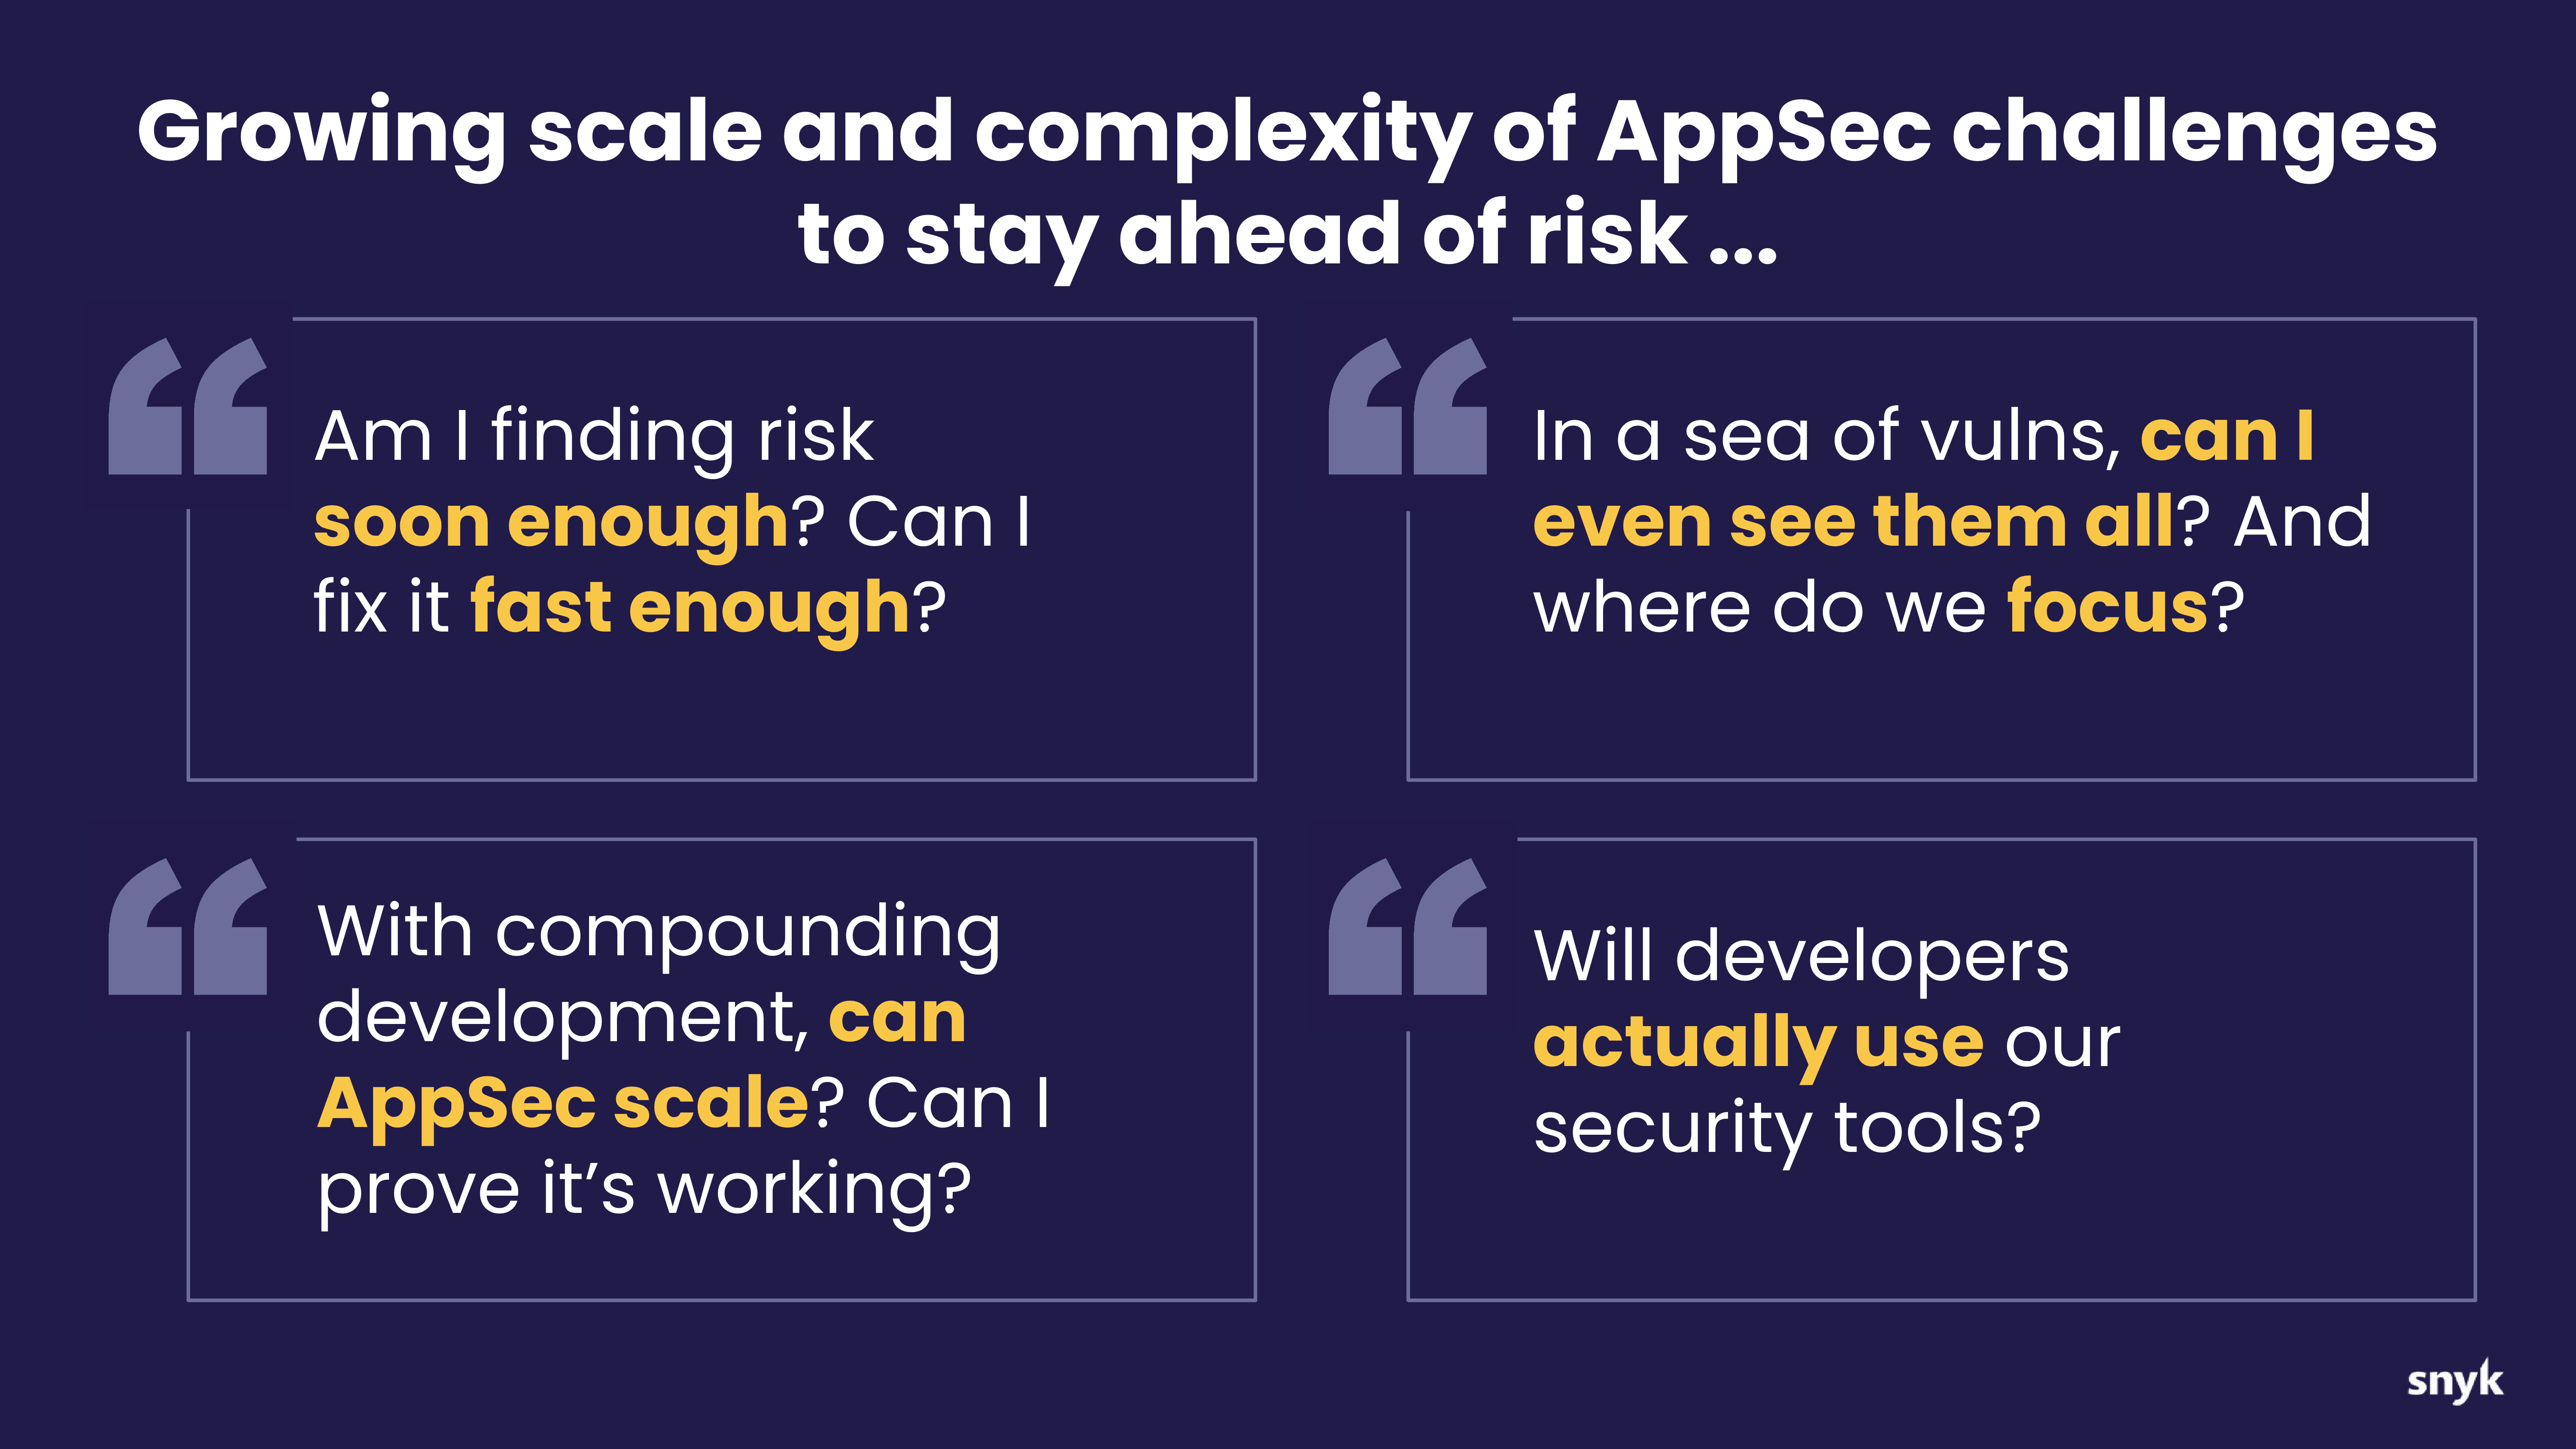 Growing scale and complexity of AppSec challenges
to stay ahead of risk ...
Am I finding risk
soon enough? Can I
fix it fast enough?
In a sea of vulns, can I
even see them all? And
where do we focus?
With compounding
development, can
AppSec scale? Can I
prove it’s working?
Will developers
actually use our
security tools?
snyk